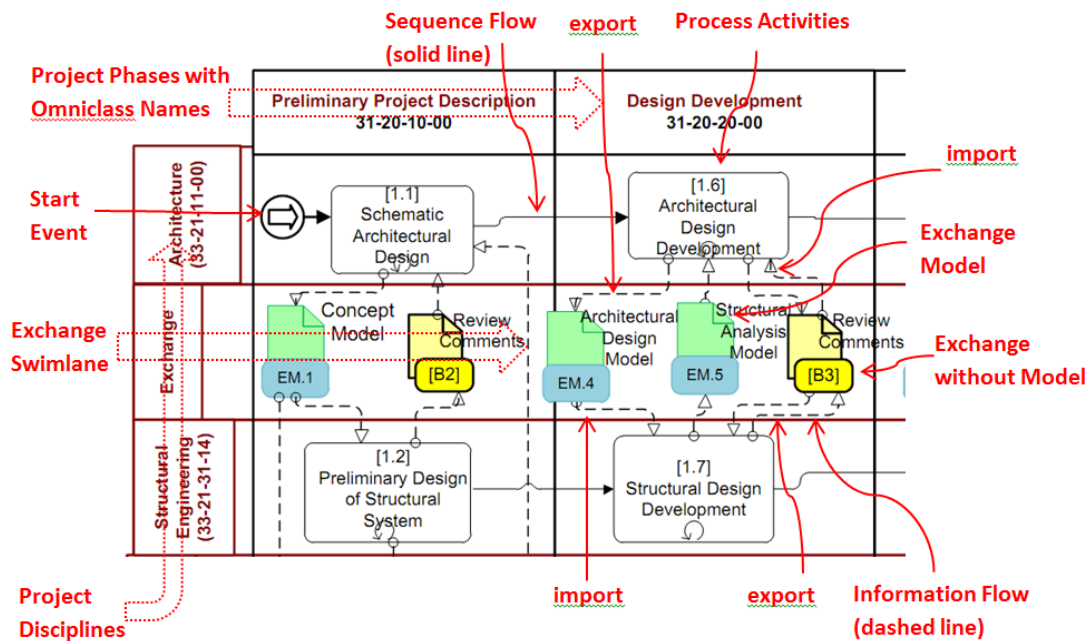 Sequence Flow
(solid line)
export
Process Activities
Project Phases with
Omniclass Names
Preliminary Project Description
31-20-10-00
Design Development
31-20-20-00
import
Start
Event
Architecture
(33-21-11-00)
[1.1]
Schematic
Architectural
Design
[1.6]
Architectural
Design
Development
Exchange
Model
Exchange
Swimlane
Exchange
Concept
Model
EM.1
Review
Comments
[B2]
Architectural
Design
Model
EM.4
Structural
Analysis
Model
EM.5
Review
Comments
[B3]
Exchange
without Model
Structural
Engineering
(33-21-31-14)
[1.2]
Preliminary Design
of Structural
System
[1.7]
Structural Design
Development
Project
Disciplines
import
export
Information Flow
(dashed line)